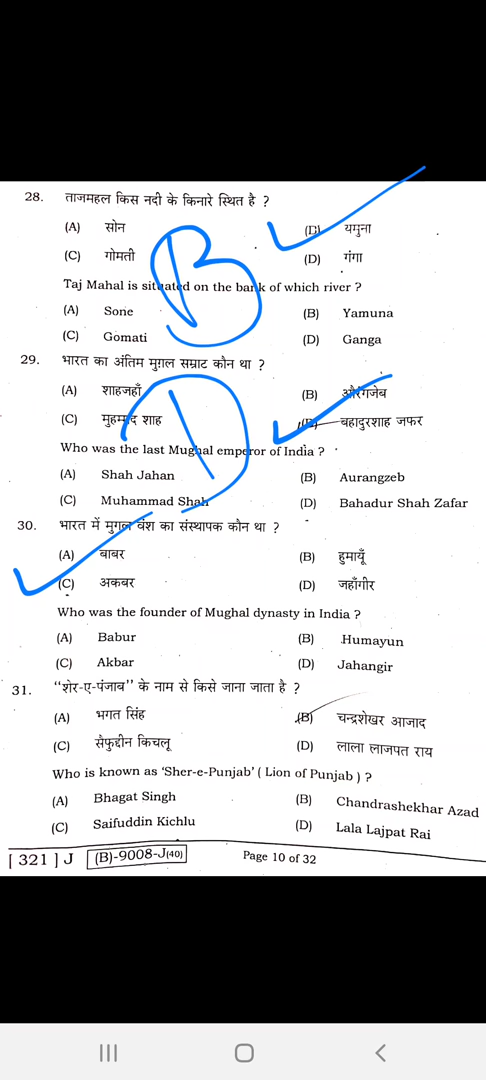 28. ताजमहल किस नदी के किनारे स्थित है ?
(A) सोन (B) यमुना
(C) गोमती (D) गंगा
Taj Mahal is situated on the bank of which river ?
(A) Sone (B) Yamuna
(C) Gomati (D) Ganga
B
29. भारत का अंतिम मुग़ल सम्राट कौन था ?
(A) शाहजहाँ (B) औरंगजेब
(C) मुहम्मद शाह (D) बहादुरशाह जफर
Who was the last Mughal emperor of India ?
(A) Shah Jahan (B) Aurangzeb
(C) Muhammad Shah (D) Bahadur Shah Zafar
D
30. भारत में मुगल वंश का संस्थापक कौन था ?
(A) बाबर (B) हुमायूँ
(C) अकबर (D) जहाँगीर
Who was the founder of Mughal dynasty in India ?
(A) Babur (B) Humayun
(C) Akbar (D) Jahangir
31. “शेर-ए-पंजाब” के नाम से किसे जाना जाता है ?
(A) भगत सिंह (B) चन्द्रशेखर आजाद
(C) सैफुद्दीन किचलू (D) लाला लाजपत राय
Who is known as ‘Sher-e-Punjab’ ( Lion of Punjab ) ?
(A) Bhagat Singh (B) Chandrashekhar Azad
(C) Saifuddin Kichlu (D) Lala Lajpat Rai
[ 321 ] J (B)-9008-J(40) Page 10 of 32